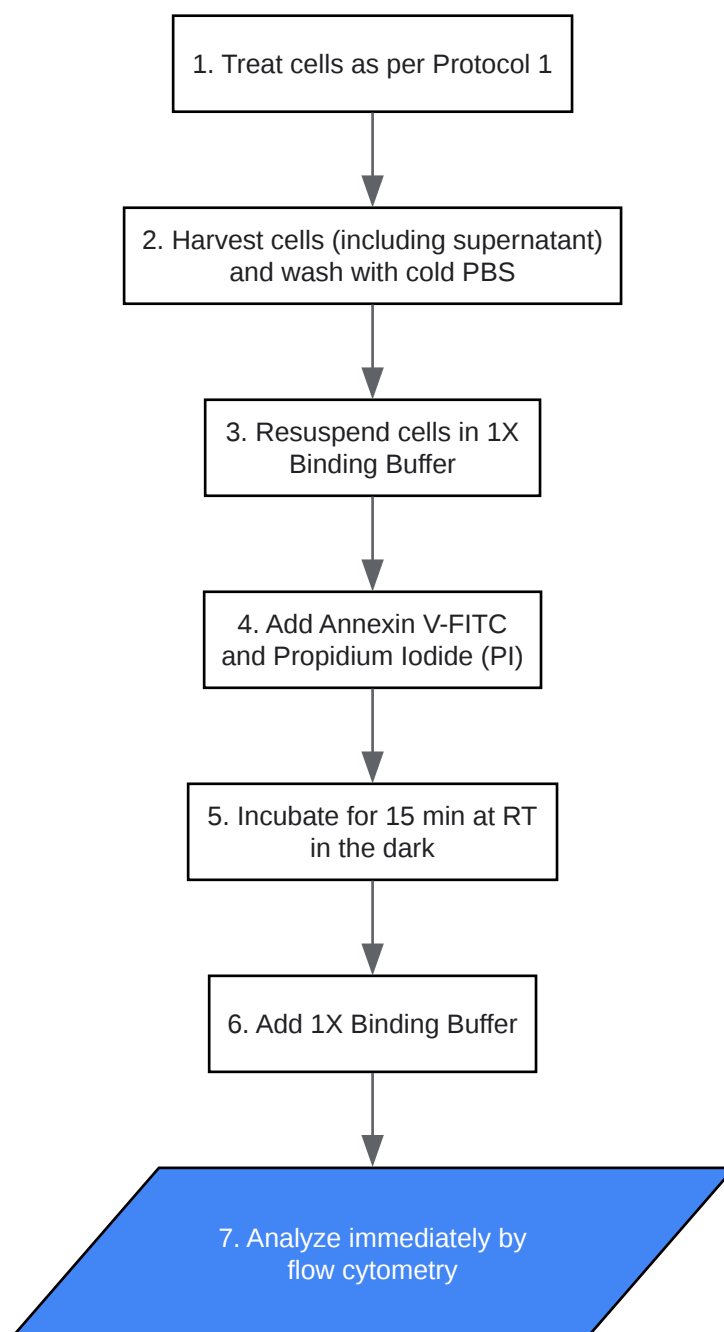 1. Treat cells as per Protocol 1
2. Harvest cells (including supernatant)
and wash with cold PBS
3. Resuspend cells in 1X
Binding Buffer
4. Add Annexin V-FITC
and Propidium Iodide (PI)
5. Incubate for 15 min at RT
in the dark
6. Add 1X Binding Buffer
7. Analyze immediately by
flow cytometry